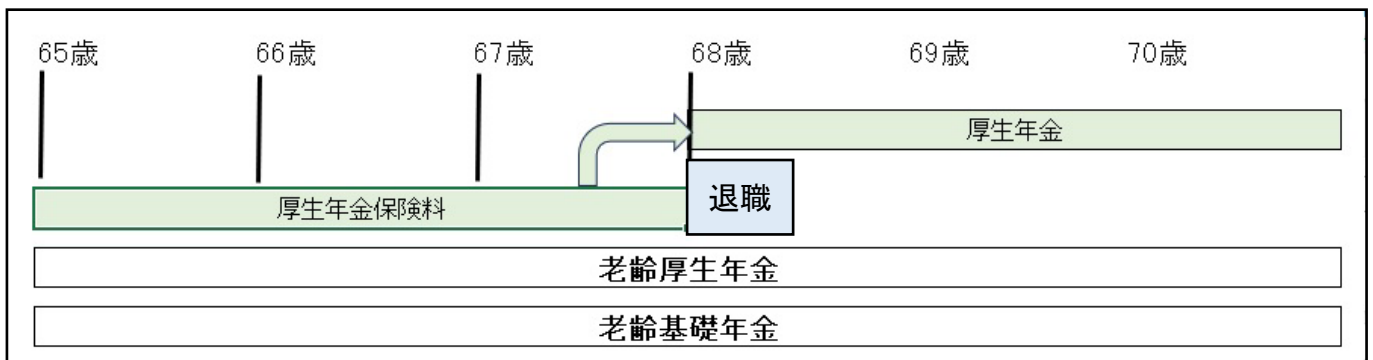 65歳 66歳 67歳 68歳 69歳 70歳
厚生年金
退職
厚生年金保険料
老齢厚生年金
老齢基礎年金